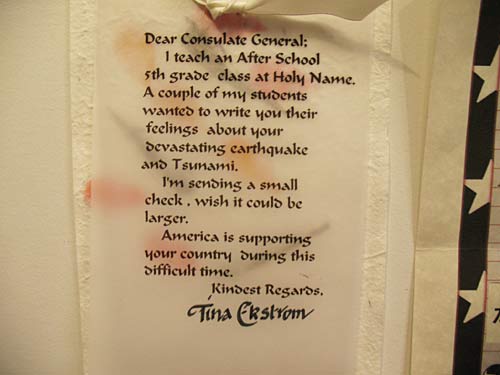 Dear Consulate General;
I teach an After School
5th grade class at Holy Name.
A couple of my students
wanted to write you their
feelings about your
devastating earthquake
and Tsunami.
I'm sending a small
check . wish it could be
larger.
America is supporting
your country during this
difficult time.
Kindest Regards,
Tina Ekstrom